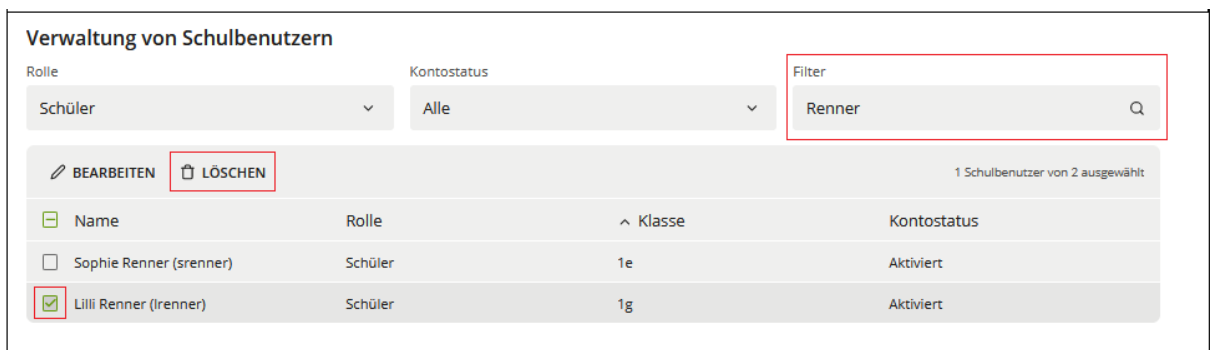 Verwaltung von Schulbenutzern
Rolle Kontostatus Filter
Schüler Alle Renner
BEARBEITEN LÖSCHEN 1 Schulbenutzer von 2 ausgewählt
Name Rolle Klasse Kontostatus
Sophie Renner (srenner) Schüler 1e Aktiviert
Lilli Renner (lrenner) Schüler 1g Aktiviert